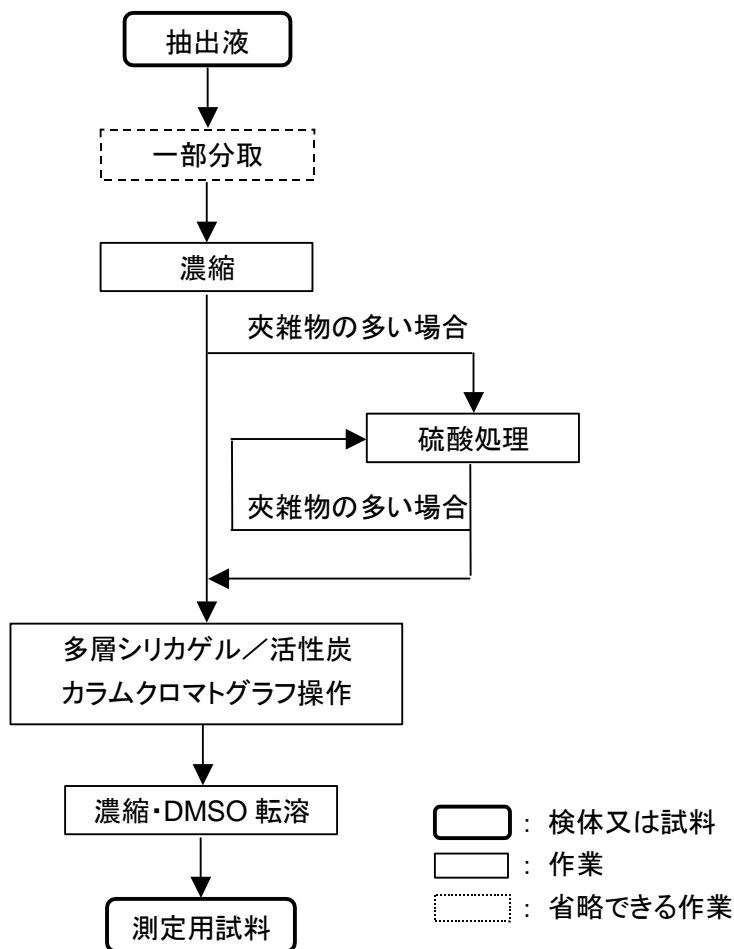 抽出液
一部分取
濃縮
夾雑物の多い場合
硫酸処理
夾雑物の多い場合
多層シリカゲル／活性炭
カラムクロマトグラフ操作
濃縮・DMSO 転溶
測定用試料
： 検体又は試料
： 作業
： 省略できる作業